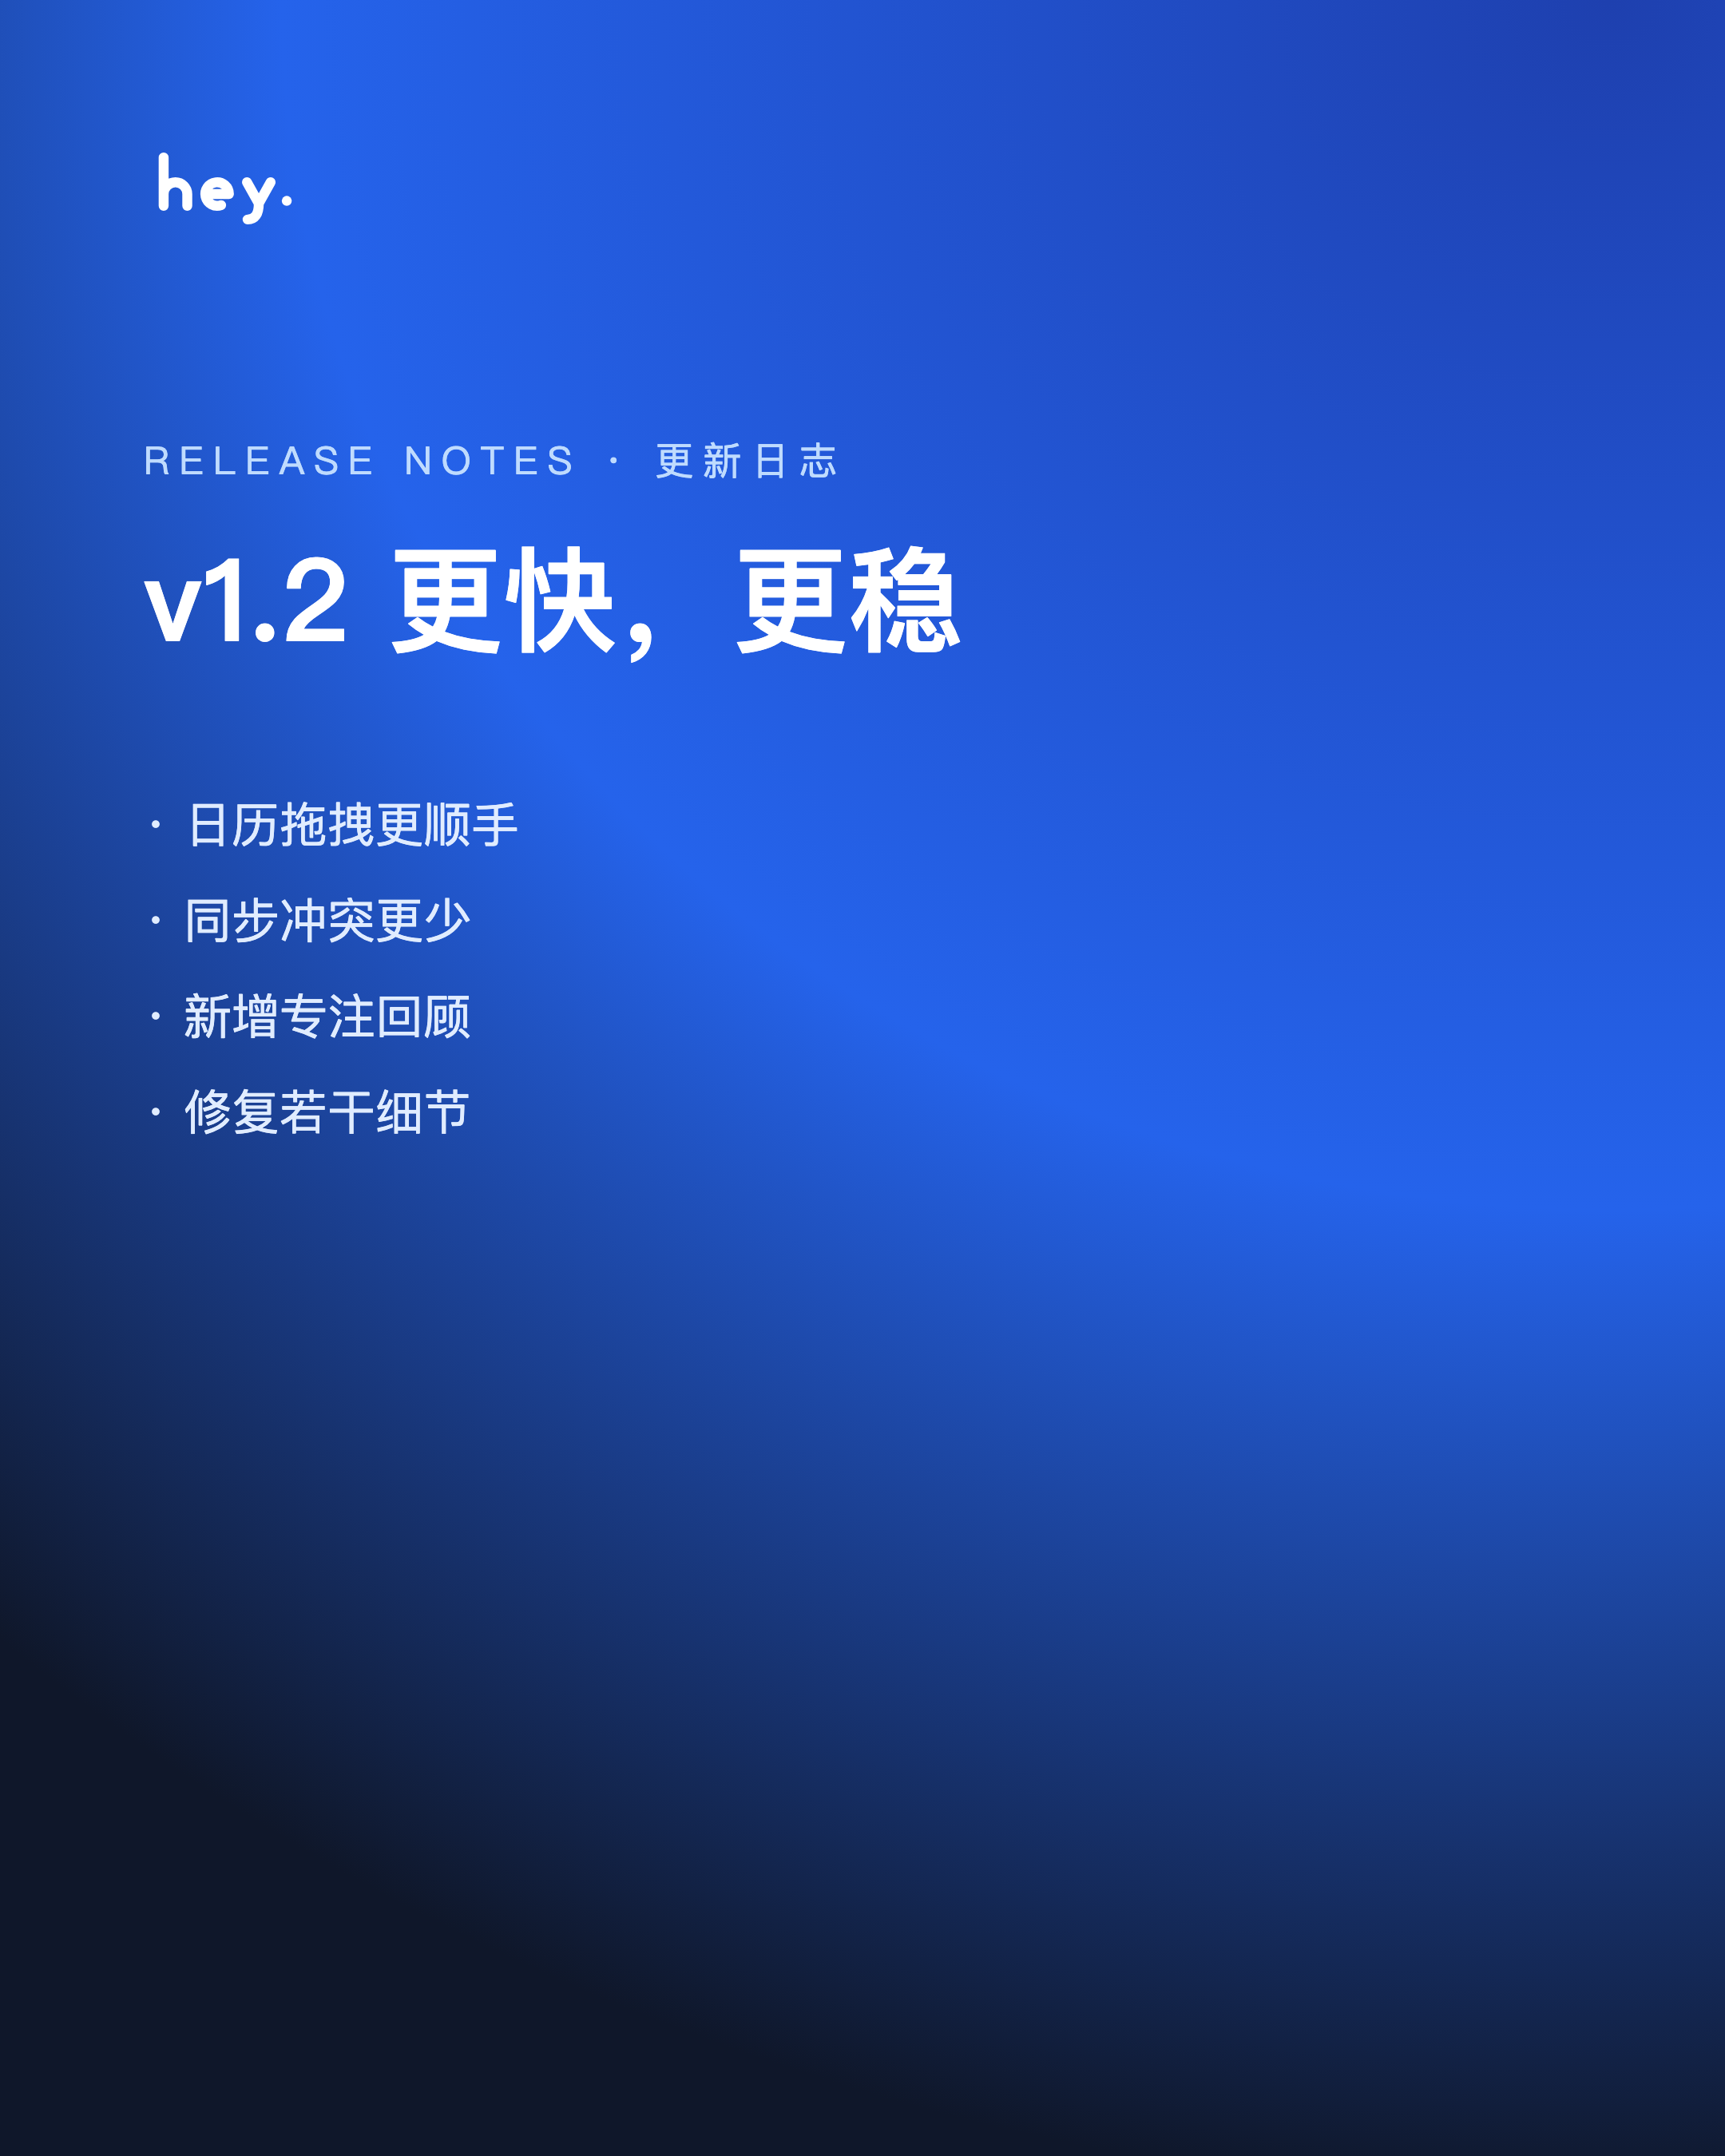 hey.
RELEASE NOTES · 更新日志
v1.2 更快，更稳
· 日历拖拽更顺手
· 同步冲突更少
· 新增专注回顾
· 修复若干细节